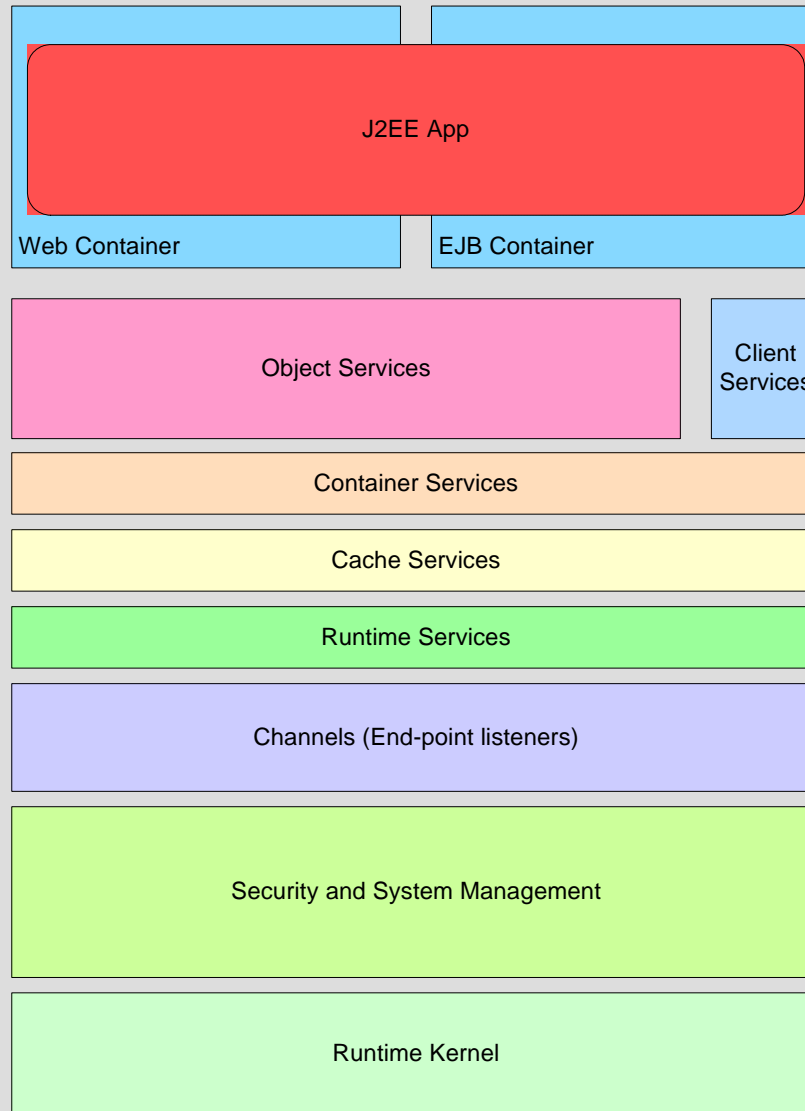 J2EE App
Web Container
EJB Container
Object Services
Client
Services
Container Services
Cache Services
Runtime Services
Channels (End-point listeners)
Security and System Management
Runtime Kernel